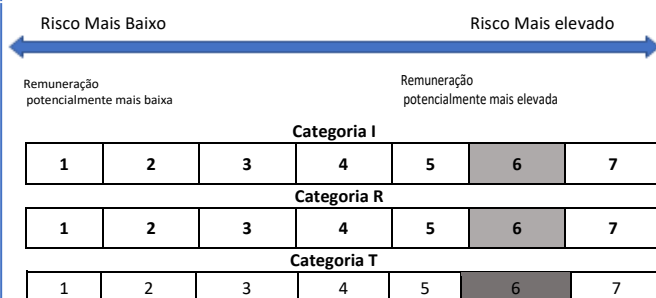 Risco Mais Baixo Risco Mais elevado
Remuneração Remuneração
potencialmente mais baixa potencialmente mais elevada
Categoria I
1 2 3 4 5 6 7
Categoria R
1 2 3 4 5 6 7
Categoria T
1 2 3 4 5 6 7